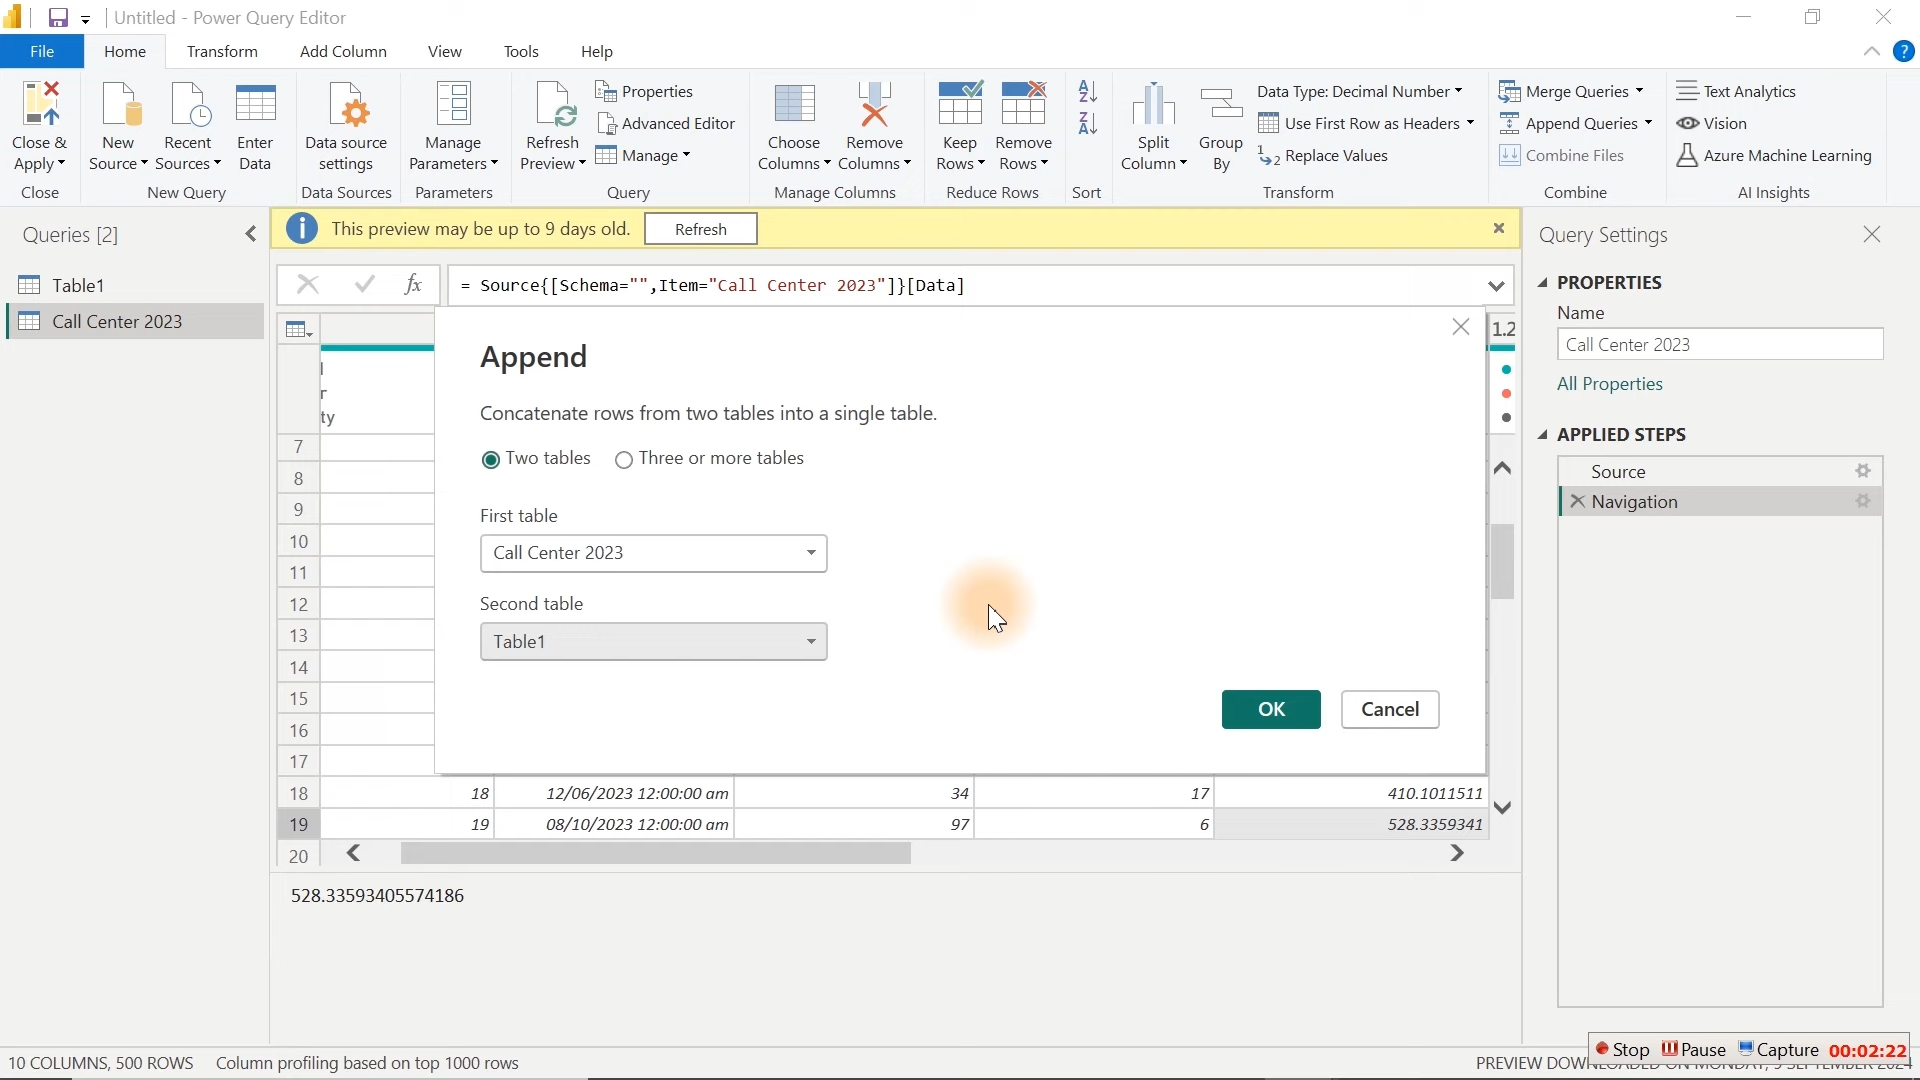 Untitled - Power Query Editor
File Home Transform Add Column View Tools Help
Close & Apply
New Source
Recent Sources
Enter Data
Data source settings
Manage Parameters
Refresh Preview
Properties
Advanced Editor
Manage
Choose Columns
Remove Columns
Keep Rows
Remove Rows
Split Column
Group By
Data Type: Decimal Number
Use First Row as Headers
Replace Values
Merge Queries
Append Queries
Combine Files
Text Analytics
Vision
Azure Machine Learning
Close New Query Data Sources Parameters Query Manage Columns Reduce Rows Sort Transform Combine AI Insights
Queries [2]
Table1
Call Center 2023
This preview may be up to 9 days old. Refresh
fx = Source{[Schema="",Item="Call Center 2023"]}[Data]
1.2
l
r
ty
7
8
9
10
11
12
13
14
15
16
17
18 18 12/06/2023 12:00:00 am 34 17 410.1011511
19 19 08/10/2023 12:00:00 am 97 6 528.3359341
20
Append
Concatenate rows from two tables into a single table.
Two tables Three or more tables
First table
Call Center 2023
Second table
Table1
OK Cancel
528.33593405574186
Query Settings
PROPERTIES
Name
Call Center 2023
All Properties
APPLIED STEPS
Source
Navigation
10 COLUMNS, 500 ROWS Column profiling based on top 1000 rows
Stop Pause Capture 00:02:22